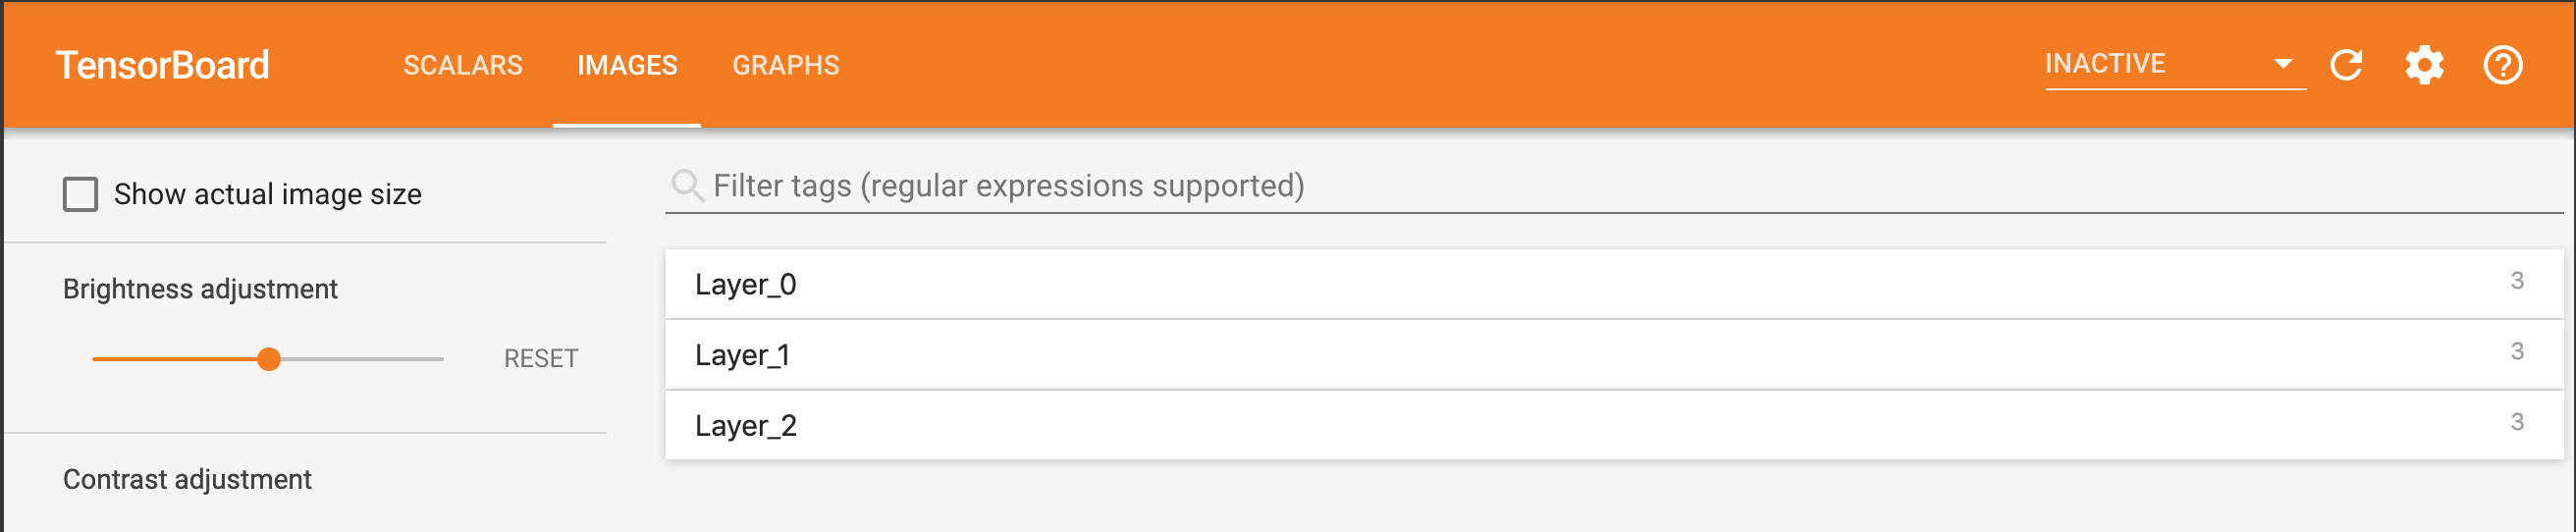 TensorBoard SCALARS IMAGES GRAPHS INACTIVE
Show actual image size
Brightness adjustment
RESET
Contrast adjustment
Filter tags (regular expressions supported)
Layer_0 3
Layer_1 3
Layer_2 3